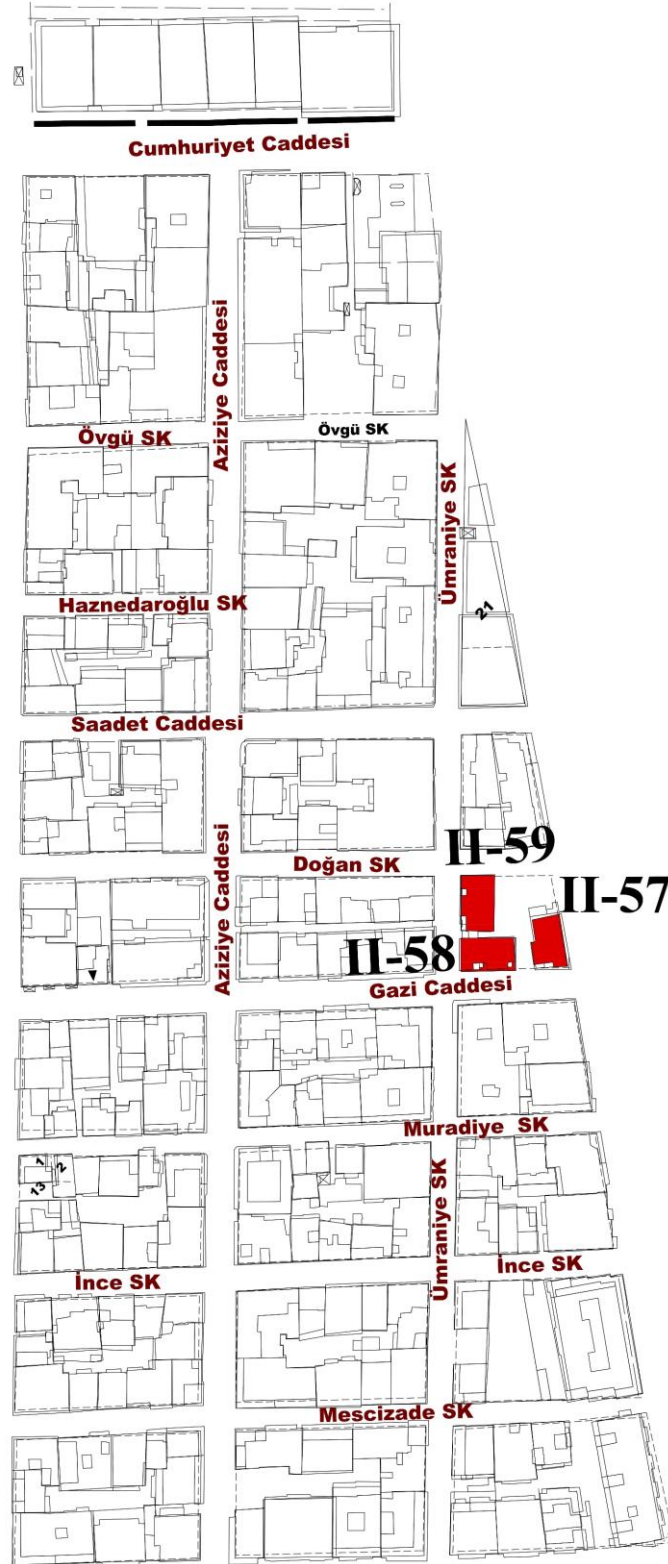 Cumhuriyet Caddesi
Aziziye Caddesi
Övgü SK
Övgü SK
Ümraniye SK
Haznedaroğlu SK
21
Saadet Caddesi
Aziziye Caddesi
Doğan SK
II-59
II-57
II-58
Gazi Caddesi
Muradiye SK
1
2
13
Ümraniye SK
İnce SK
İnce SK
Mescizade SK